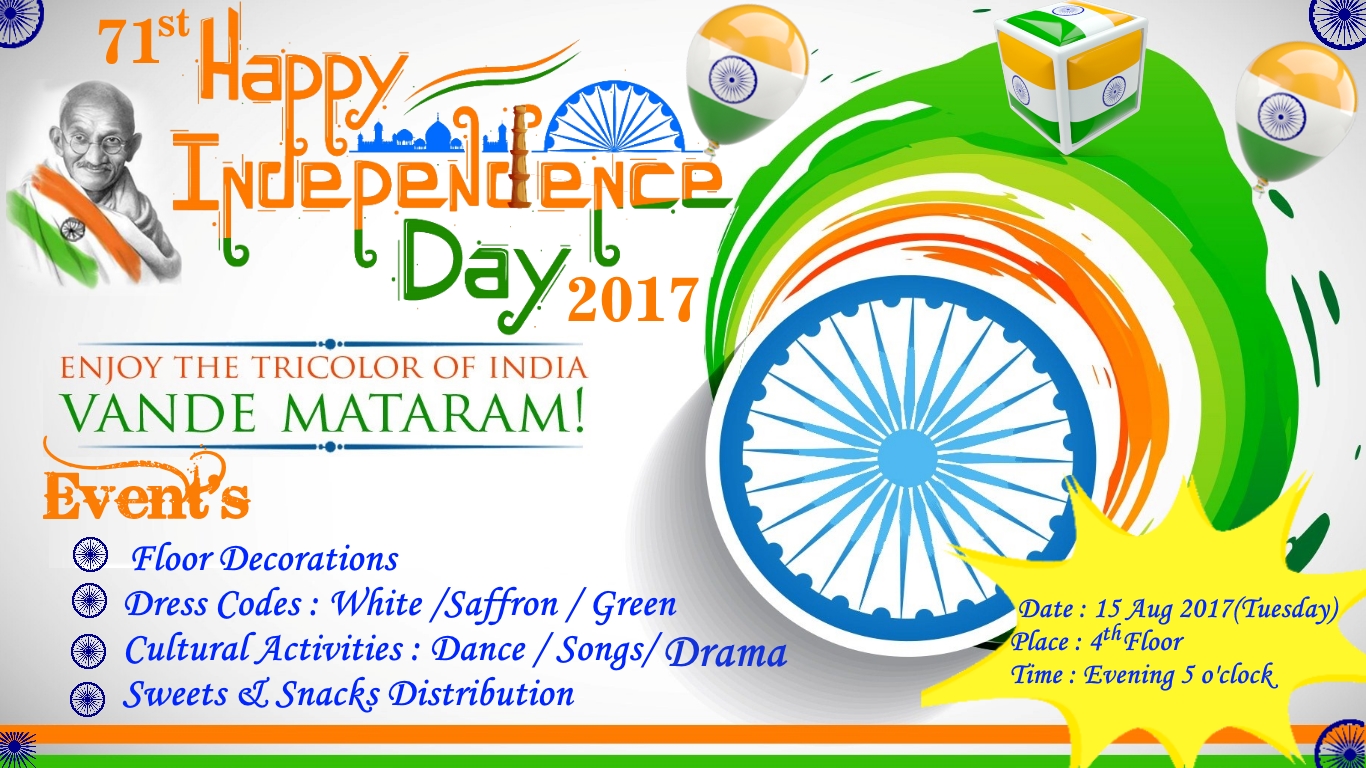 71st Happy
Independence
Day 2017
ENJOY THE TRICOLOR OF INDIA
VANDE MATARAM!
Event's
Floor Decorations
Dress Codes : White /Saffron / Green
Cultural Activities : Dance / Songs/ Drama
Sweets & Snacks Distribution
Date : 15 Aug 2017(Tuesday)
Place : 4th Floor
Time : Evening 5 o'clock